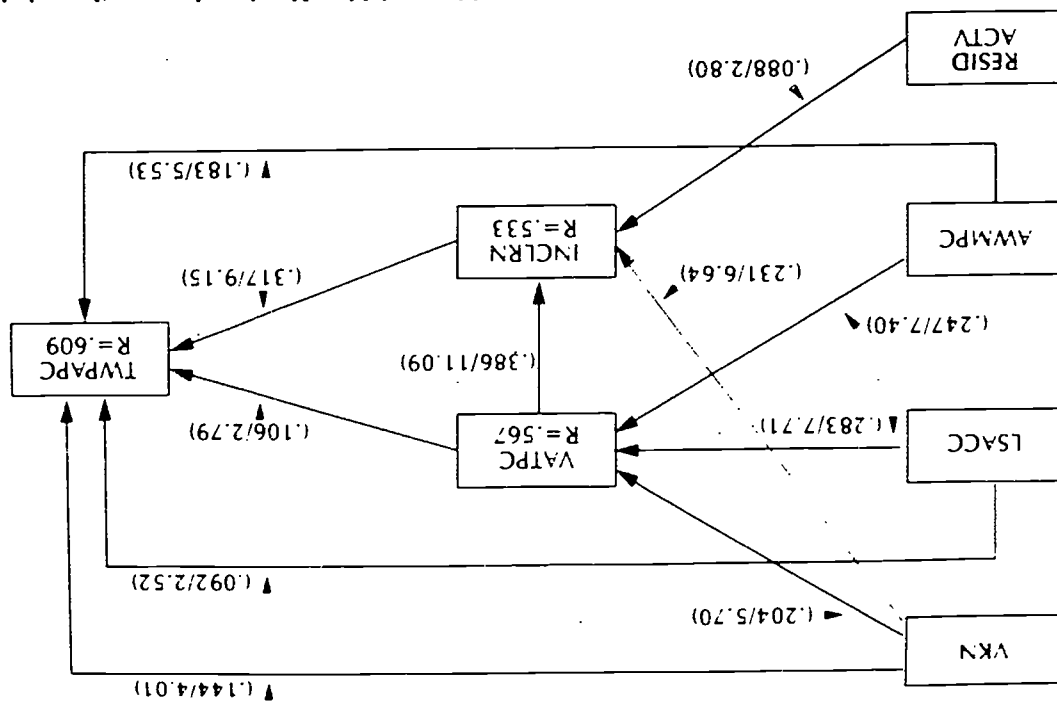 VKN
LSACC
AWMPC
RESID
ACTV
VATPC
R=.567
INCLRN
R=.533
TWPAPC
R=.609
(.144/4.01)
(.204/5.70)
(.092/2.52)
(.283/7.71)
(.106/2.79)
(.247/7.40)
(.386/11.09)
(.231/6.64)
(.317/9.15)
(.183/5.53)
(.088/2.80)